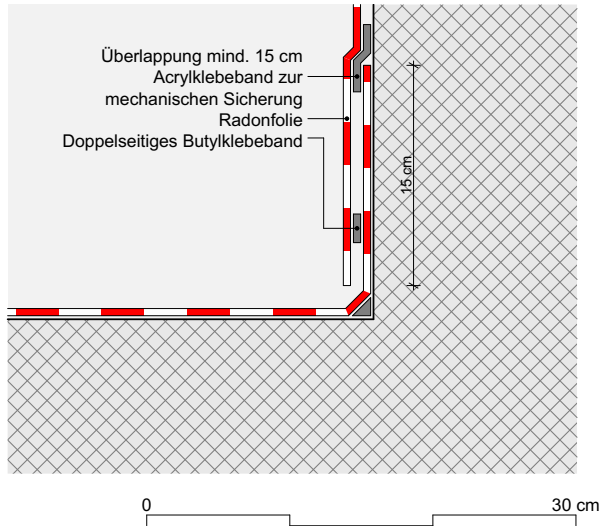 Überlappung mind. 15 cm
Acrylklebeband zur
mechanischen Sicherung
Radonfolie
Doppelseitiges Butylklebeband
15 cm
0
30 cm